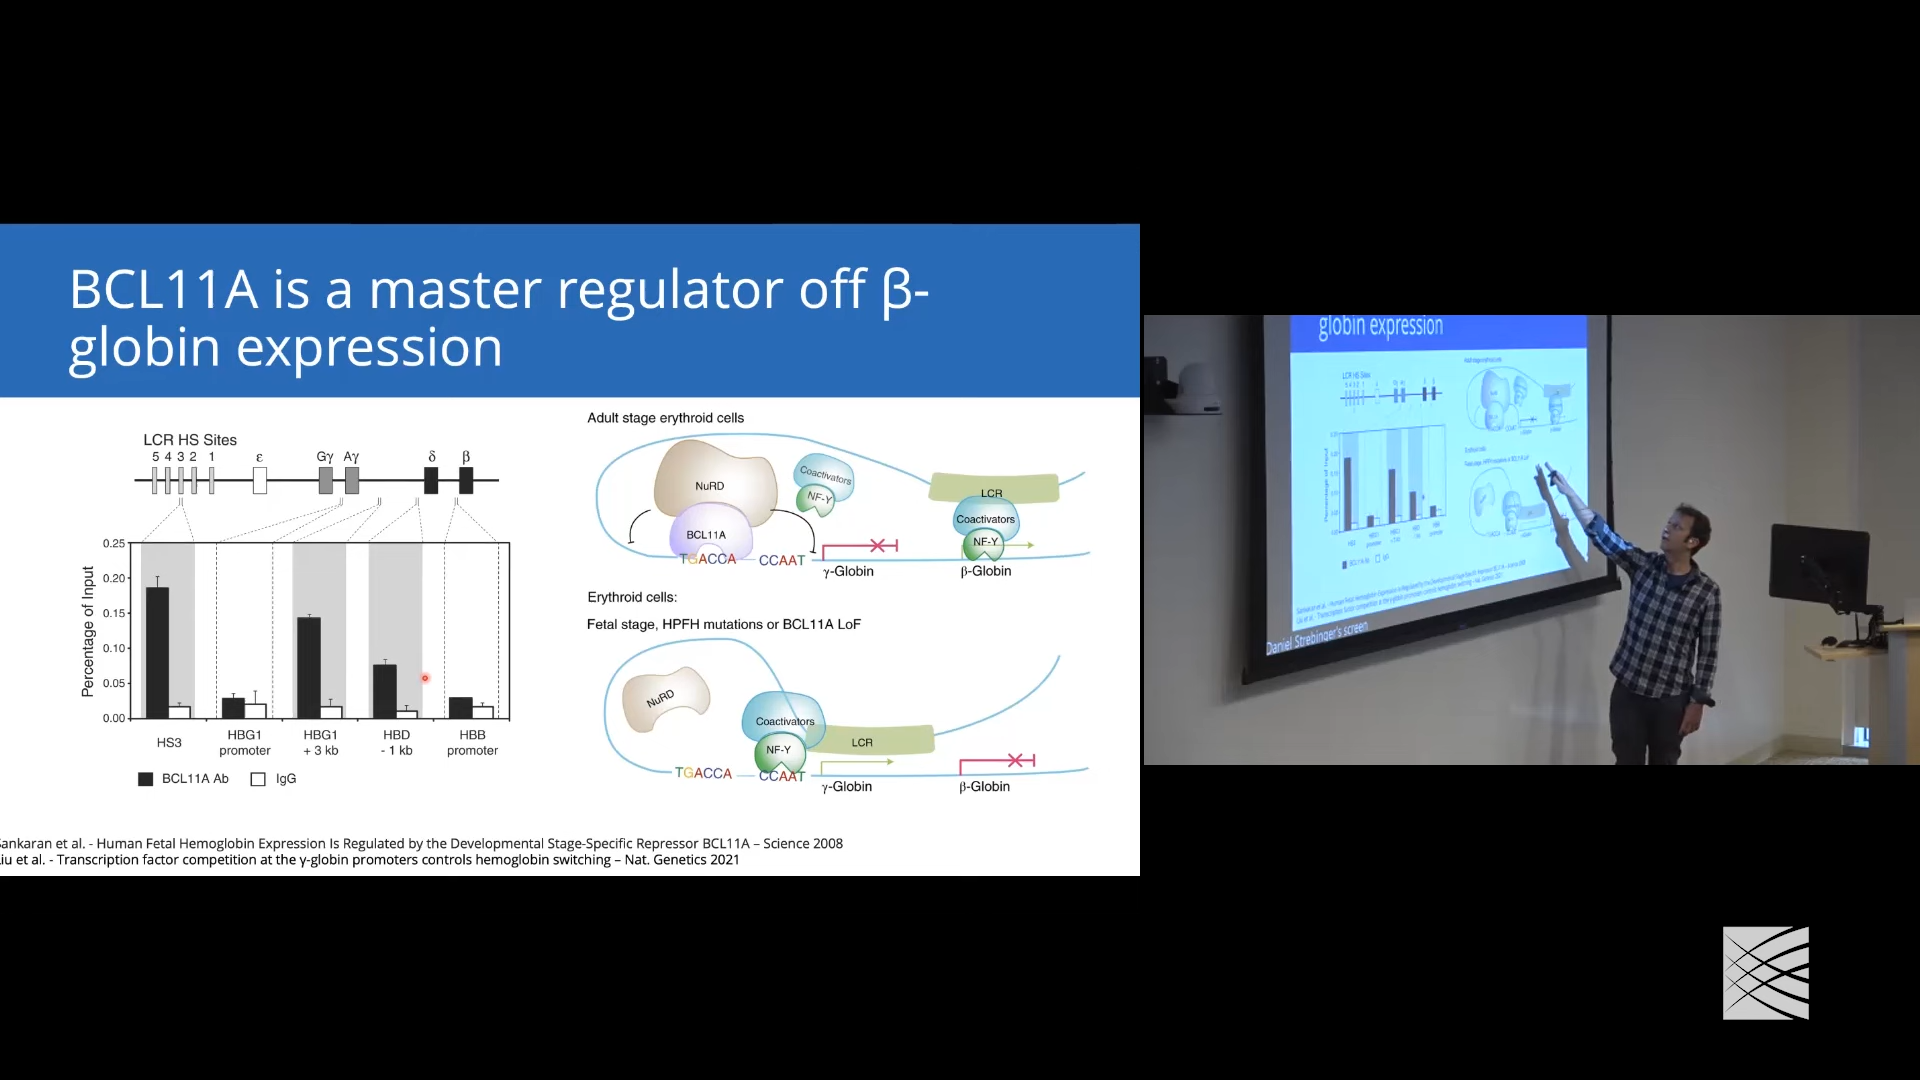 BCL11A is a master regulator off β-
globin expression
LCR HS Sites
5 4 3 2 1 ε Gγ Aγ δ β
Percentage of Input
0.25
0.20
0.15
0.10
0.05
0.00
HS3
HBG1
promoter
HBG1
+ 3 kb
HBD
- 1 kb
HBB
promoter
BCL11A Ab IgG
Adult stage erythroid cells
NuRD
Coactivators
NF-Y
BCL11A
TGACCA CCAAT
γ-Globin
LCR
Coactivators
NF-Y
β-Globin
Erythroid cells:
Fetal stage, HPFH mutations or BCL11A LoF
NuRD
Coactivators
NF-Y
LCR
TGACCA CCAAT
γ-Globin
β-Globin
ankaran et al. - Human Fetal Hemoglobin Expression Is Regulated by the Developmental Stage-Specific Repressor BCL11A – Science 2008
iu et al. - Transcription factor competition at the γ-globin promoters controls hemoglobin switching – Nat. Genetics 2021
globin expression
LCR HS Sites
Daniel Strebinger's screen